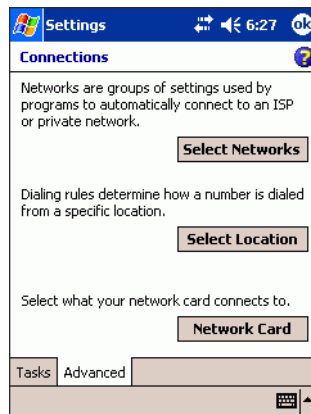 Settings 6:27 ok
Connections ?
Networks are groups of settings used by
programs to automatically connect to an ISP
or private network.
Select Networks
Dialing rules determine how a number is dialed
from a specific location.
Select Location
Select what your network card connects to.
Network Card
Tasks Advanced